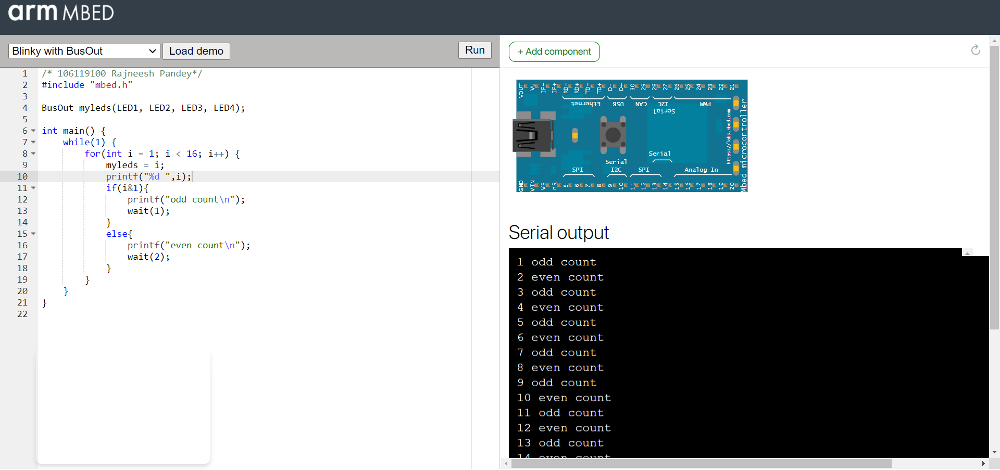 arm MBED
Blinky with BusOut
Load demo
Run
1 /* 106119100 Rajneesh Pandey*/
2 #include "mbed.h"
3
4 BusOut myleds(LED1, LED2, LED3, LED4);
5
6 int main() {
7     while(1) {
8         for(int i = 1; i < 16; i++) {
9             myleds = i;
10             printf("%d ",i);
11             if(i&1){
12                 printf("odd count\n");
13                 wait(1);
14             }
15             else{
16                 printf("even count\n");
17                 wait(2);
18             }
19         }
20     }
21 }
22
+ Add component
VOUT VU IF- IF+ RD- RD+ TD- TD+ D- D+ 30 29 28 27 26 25 24 23 22 21
Ethernet USB CAN I2C PWM
Serial
https://labs.mbed.com
Mbed microcontroller
Serial
Serial
SPI I2C SPI Analog In
GND VIN VB nR 5 6 7 8 9 10 11 12 13 14 15 16 17 18 19 20
Serial output
1 odd count
2 even count
3 odd count
4 even count
5 odd count
6 even count
7 odd count
8 even count
9 odd count
10 even count
11 odd count
12 even count
13 odd count
14 even count